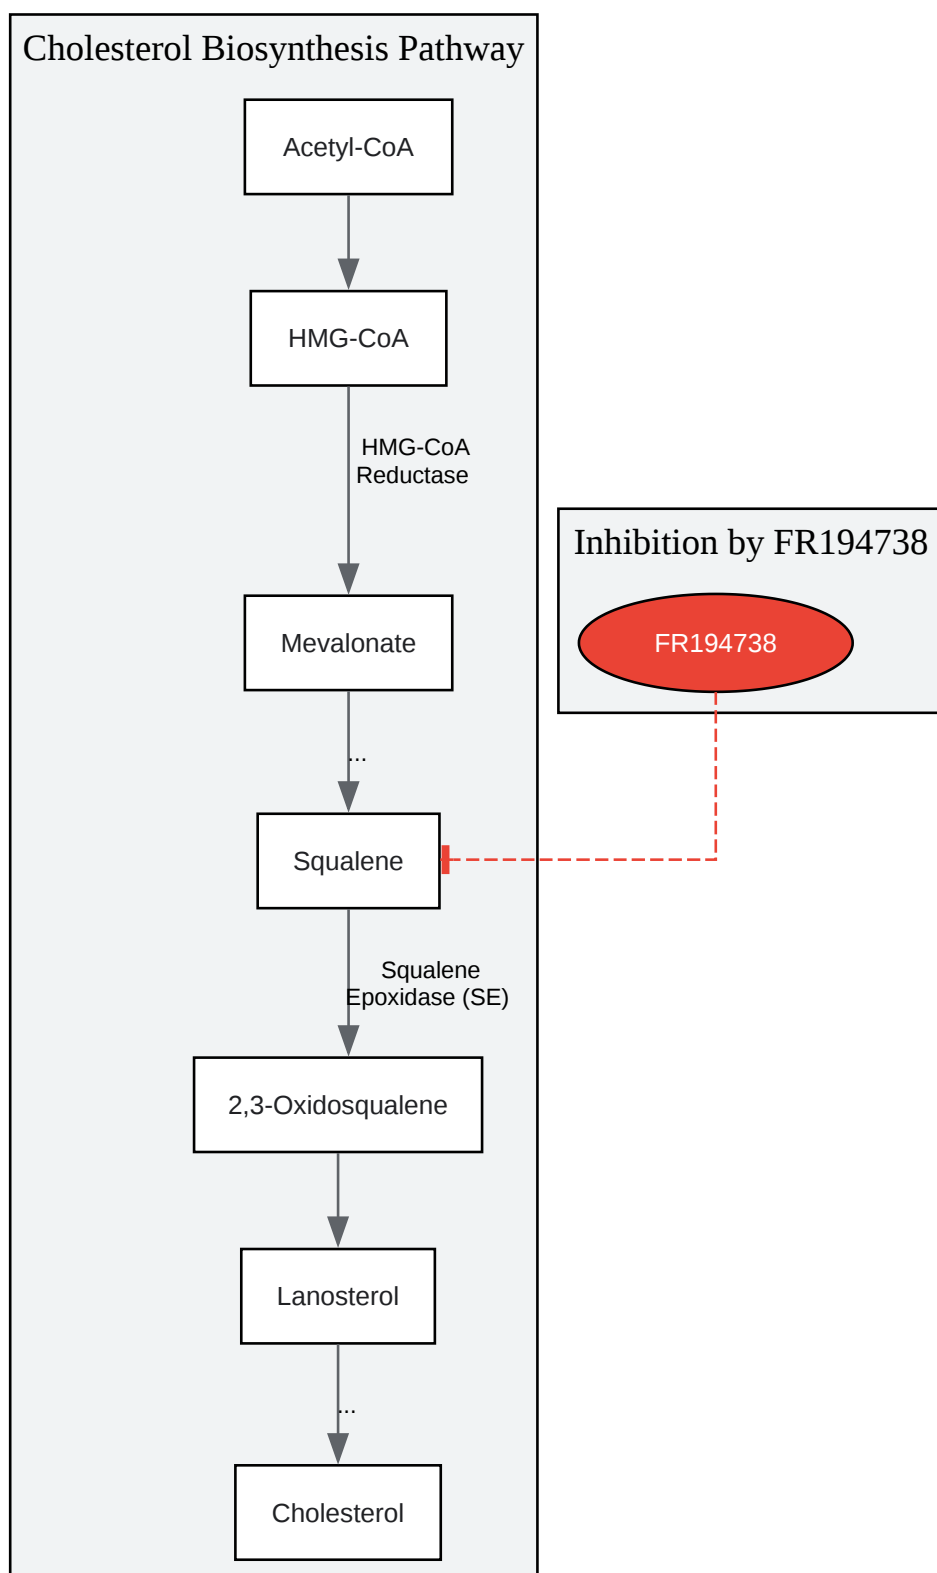 Cholesterol Biosynthesis Pathway
Acetyl-CoA
HMG-CoA
HMG-CoA
Reductase
Inhibition by FR194738
FR194738
Mevalonate
...
Squalene
Squalene
Epoxidase (SE)
2,3-Oxidosqualene
Lanosterol
...
Cholesterol